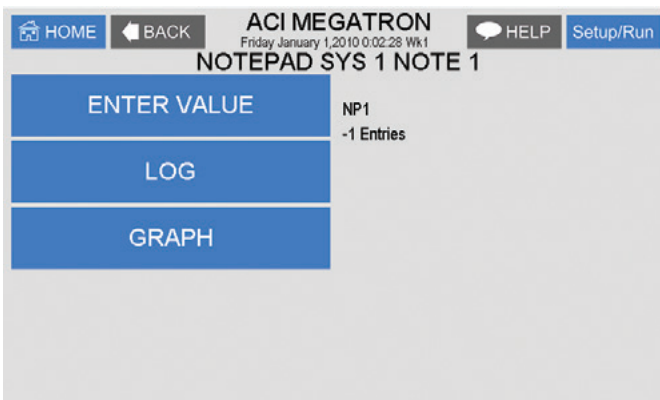 HOME BACK ACI MEGATRON HELP Setup/Run
Friday January 1,2010 0:02:28 Wk1
NOTEPAD SYS 1 NOTE 1
ENTER VALUE
NP1
-1 Entries
LOG
GRAPH